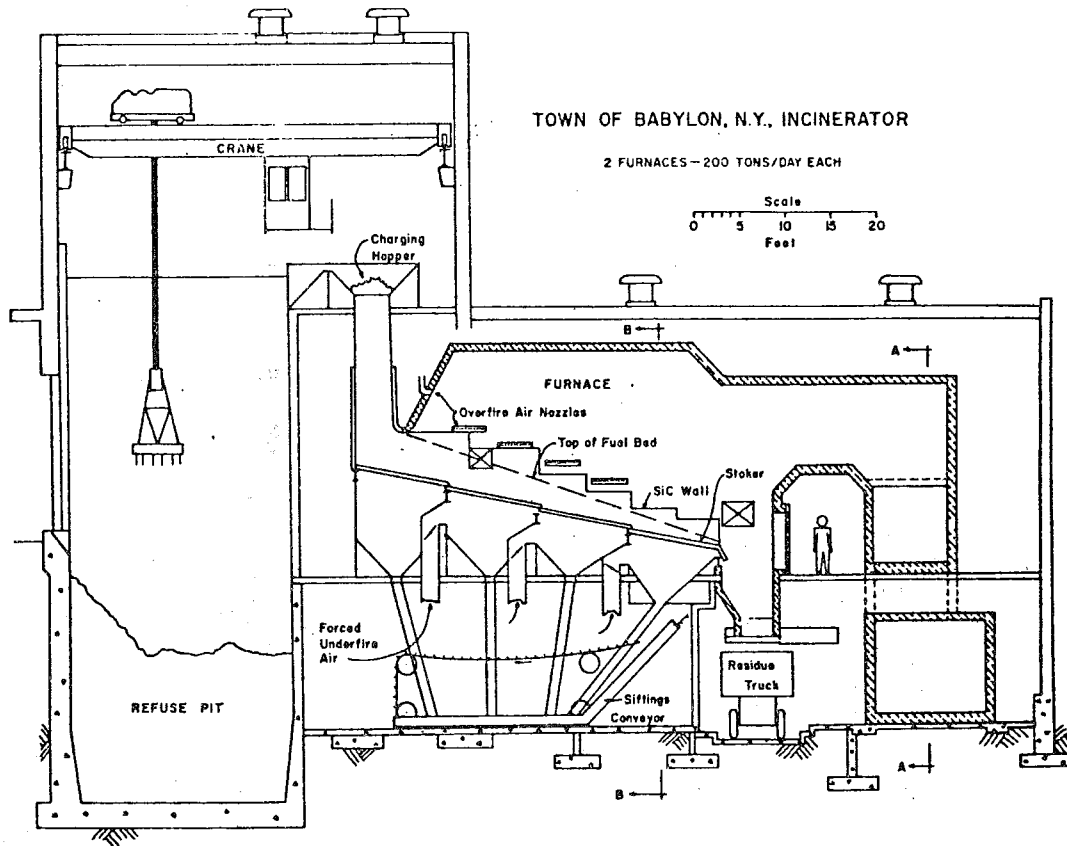 TOWN OF BABYLON, N.Y., INCINERATOR
2 FURNACES—200 TONS/DAY EACH
Scale
0 5 10 15 20
Feet
CRANE
Charging
Hopper
B
A
FURNACE
Overfire Air Nozzles
Top of Fuel Bed
Stoker
SiC Wall
Forced
Underfire
Air
Residue
Truck
Siftings
Conveyor
REFUSE PIT
B
A